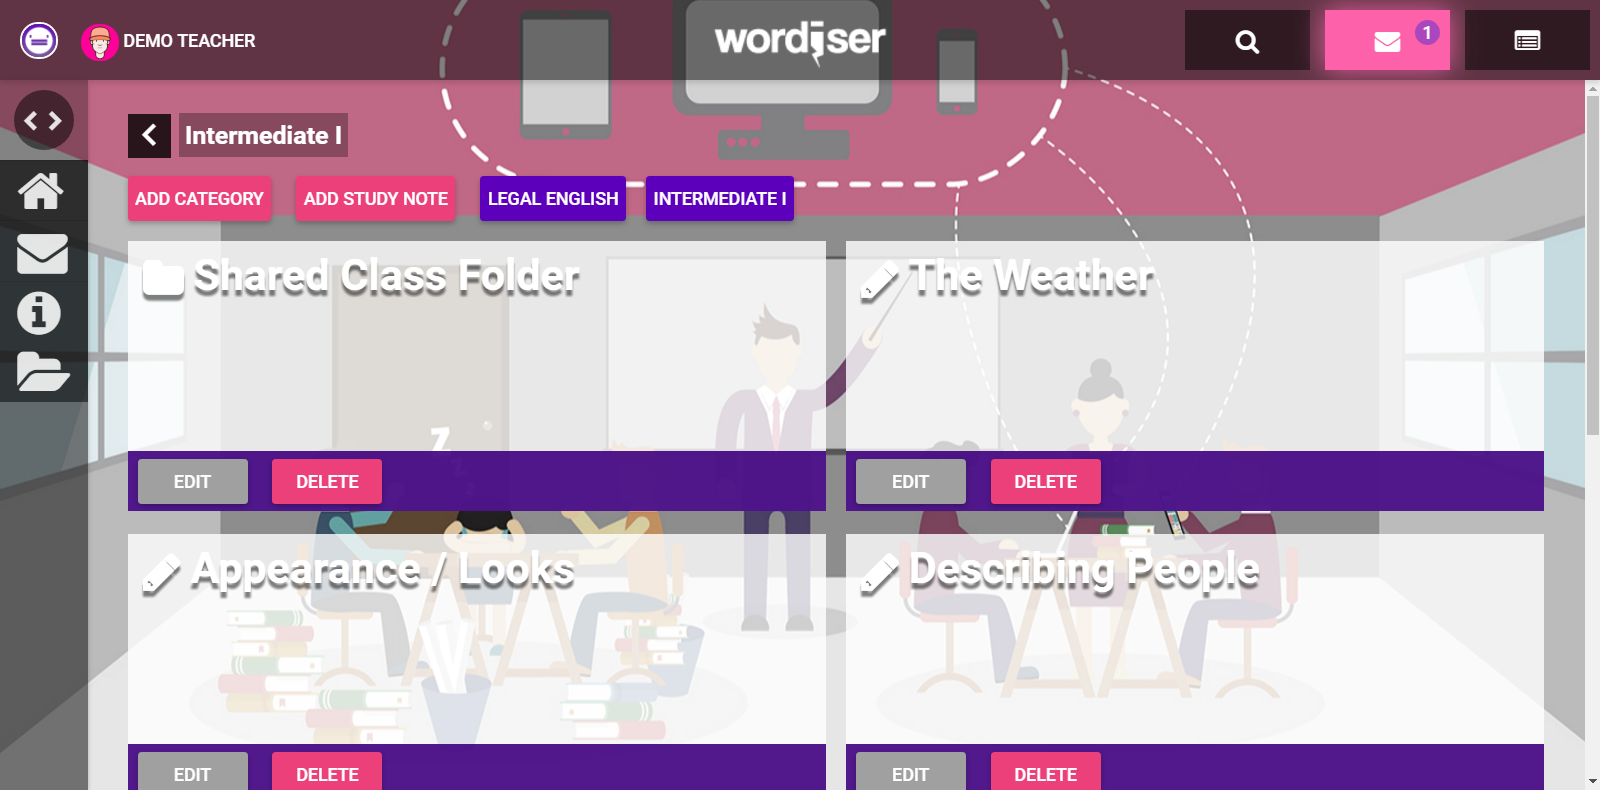 DEMO TEACHER
wordiser
1
Intermediate I
ADD CATEGORY
ADD STUDY NOTE
LEGAL ENGLISH
INTERMEDIATE I
Shared Class Folder
The Weather
Z
Z
Z
EDIT
DELETE
EDIT
DELETE
Appearance / Looks
Describing People
EDIT
DELETE
EDIT
DELETE